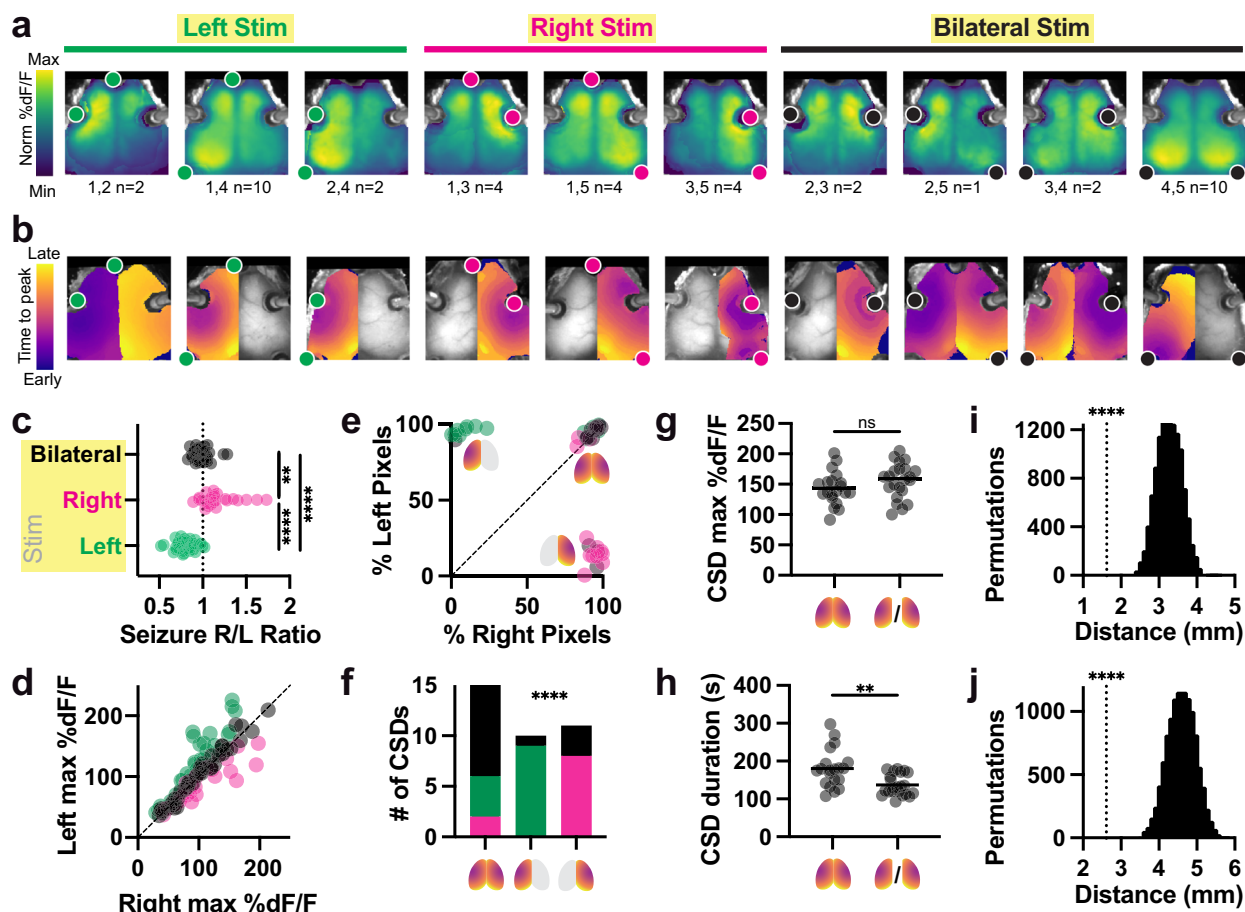 a
Left Stim
Right Stim
Bilateral Stim
Max
Norm %dF/F
Min
1,2 n=2
1,4 n=10
2,4 n=2
1,3 n=4
1,5 n=4
3,5 n=4
2,3 n=2
2,5 n=1
3,4 n=2
4,5 n=10
b
Late
Time to peak
Early
c
Stim
Bilateral
Right
Left
**
****
****
0.5 1 1.5 2
Seizure R/L Ratio
d
Left max %dF/F
200
100
0
0 100 200
Right max %dF/F
e
% Left Pixels
100
50
0
0 50 100
% Right Pixels
f
# of CSDs
15
10
5
0
****
g
CSD max %dF/F
250
200
150
100
50
0
ns
/
h
CSD duration (s)
400
300
200
100
0
**
/
i
Permutations
1200
800
400
0
****
1 2 3 4 5
Distance (mm)
j
Permutations
1000
500
0
****
2 3 4 5 6
Distance (mm)